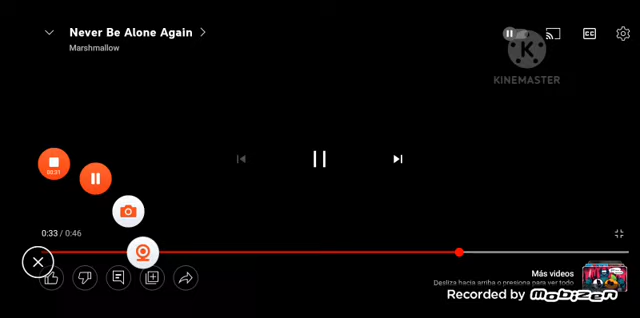 Never Be Alone Again
Marshmallow
CC
K
KINEMASTER
00:31
0:33 / 0:46
Más videos
Desliza hacia arriba o presiona para ver todo
Recorded by Mobizen